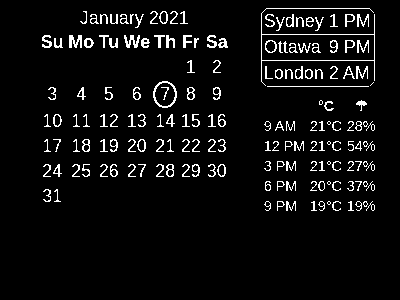 January 2021
Su Mo Tu We Th Fr Sa
1 2
3 4 5 6 7 8 9
10 11 12 13 14 15 16
17 18 19 20 21 22 23
24 25 26 27 28 29 30
31
Sydney 1 PM
Ottawa 9 PM
London 2 AM
°C
9 AM 21°C 28%
12 PM 21°C 54%
3 PM 21°C 27%
6 PM 20°C 37%
9 PM 19°C 19%